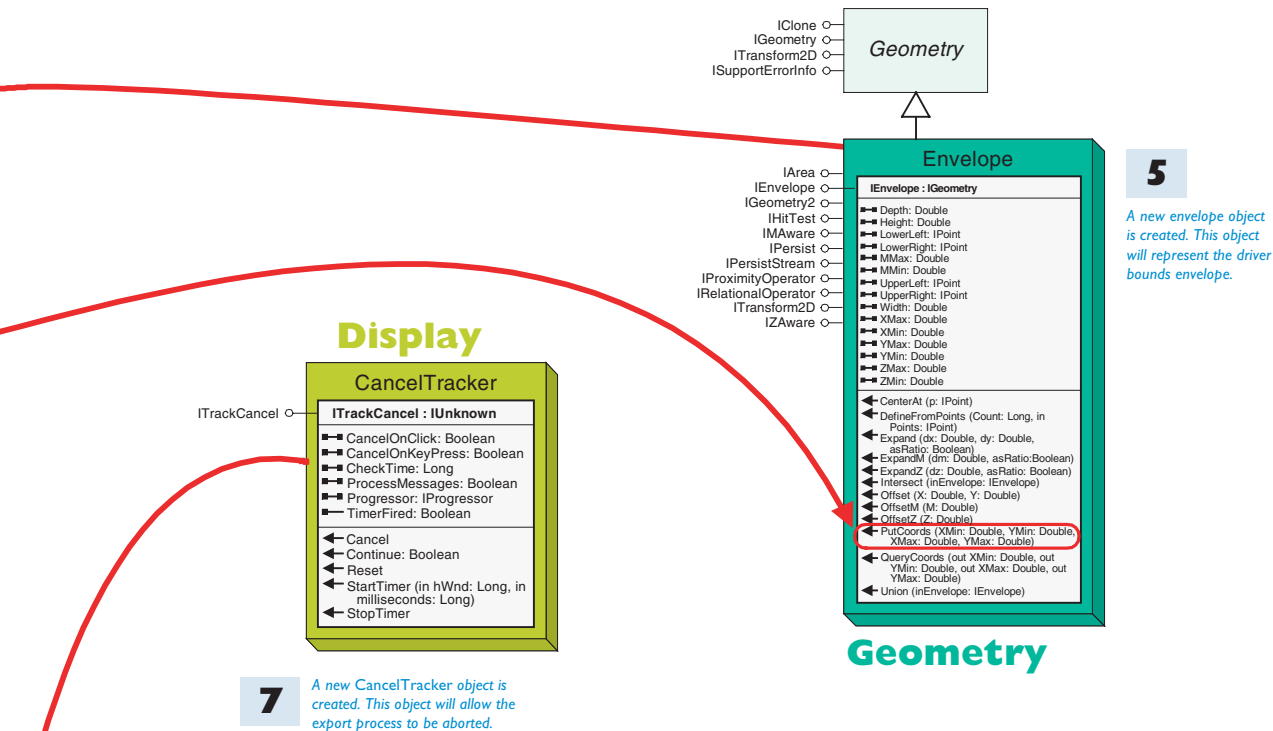 IClone
IGeometry
ITransform2D
ISupportErrorInfo
Geometry
Envelope
IArea
IEnvelope
IGeometry2
IHitTest
IMAware
IPersist
IPersistStream
IProximityOperator
IRelationalOperator
ITransform2D
IZAware
IEnvelope : IGeometry
Depth: Double
Height: Double
LowerLeft: IPoint
LowerRight: IPoint
MMax: Double
MMin: Double
UpperLeft: IPoint
UpperRight: IPoint
Width: Double
XMax: Double
XMin: Double
YMax: Double
YMin: Double
ZMax: Double
ZMin: Double
CenterAt (p: IPoint)
DefineFromPoints (Count: Long, in
Points: IPoint)
Expand (dx: Double, dy: Double,
asRatio: Boolean)
ExpandM (dm: Double, asRatio:Boolean)
ExpandZ (dz: Double, asRatio: Boolean)
Intersect (inEnvelope: IEnvelope)
Offset (X: Double, Y: Double)
OffsetM (M: Double)
OffsetZ (Z: Double)
PutCoords (XMin: Double, YMin: Double,
XMax: Double, YMax: Double)
QueryCoords (out XMin: Double, out
YMin: Double, out XMax: Double, out
YMax: Double)
Union (inEnvelope: IEnvelope)
Geometry
5
A new envelope object
is created. This object
will represent the driver
bounds envelope.
Display
CancelTracker
ITrackCancel
ITrackCancel : IUnknown
CancelOnClick: Boolean
CancelOnKeyPress: Boolean
CheckTime: Long
ProcessMessages: Boolean
Progressor: IProgressor
TimerFired: Boolean
Cancel
Continue: Boolean
Reset
StartTimer (in hWnd: Long, in
milliseconds: Long)
StopTimer
7
A new CancelTracker object is
created. This object will allow the
export process to be aborted.